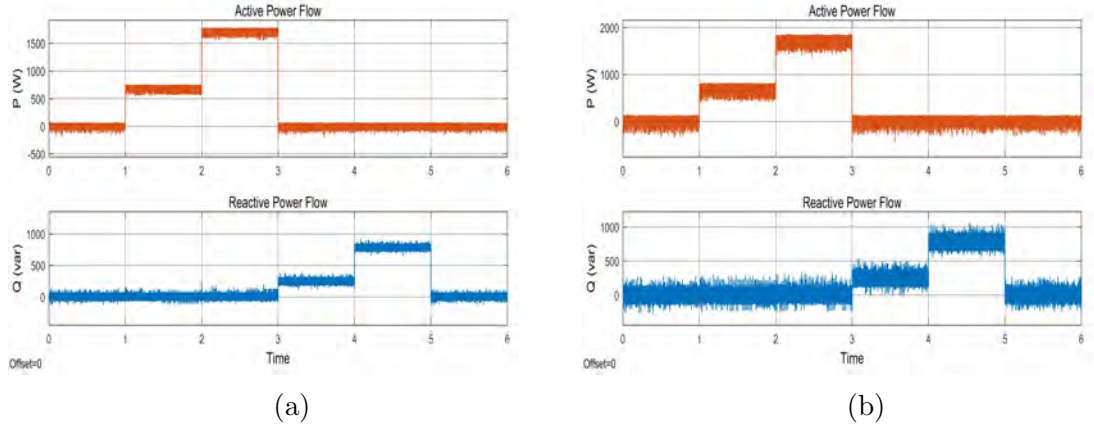 Active Power Flow
P (W)
1500
1000
500
0
-500
0 1 2 3 4 5 6
Reactive Power Flow
Q (var)
1000
500
0
0 1 2 3 4 5 6
Time
Offset=0
(a)
Active Power Flow
P (W)
2000
1000
0
0 1 2 3 4 5 6
Reactive Power Flow
Q (var)
1000
500
0
0 1 2 3 4 5 6
Time
Offset=0
(b)